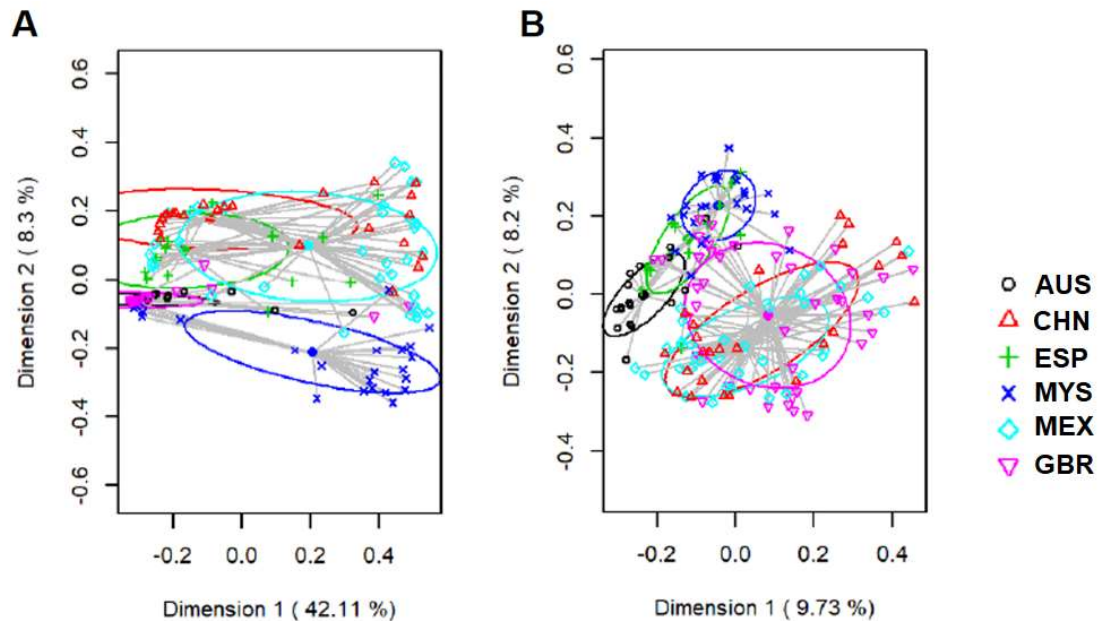 A
B
0.6
0.4
0.2
0.0
-0.2
-0.4
-0.6
Dimension 2 ( 8.3 %)
-0.2 0.0 0.2 0.4
Dimension 1 ( 42.11 %)
0.6
0.4
0.2
0.0
-0.2
-0.4
Dimension 2 ( 8.2 %)
-0.2 0.0 0.2 0.4
Dimension 1 ( 9.73 %)
AUS
CHN
ESP
MYS
MEX
GBR